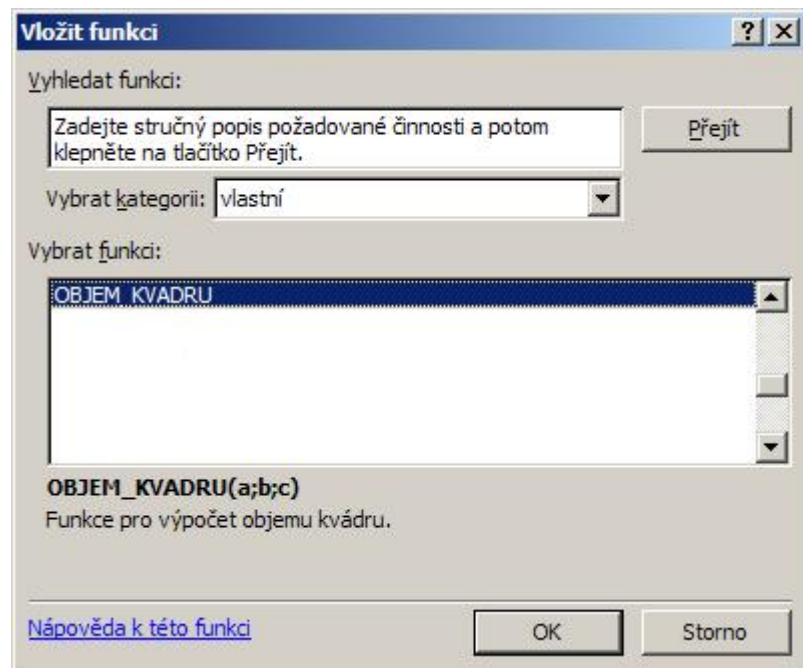 Vložit funkci
Vyhledat funkci:
Zadejte stručný popis požadované činnosti a potom
klepněte na tlačítko Přejít.
Přejít
Vybrat kategorii: vlastní
Vybrat funkci:
OBJEM_KVADRU
OBJEM_KVADRU(a;b;c)
Funkce pro výpočet objemu kvádru.
Nápověda k této funkci
OK
Storno